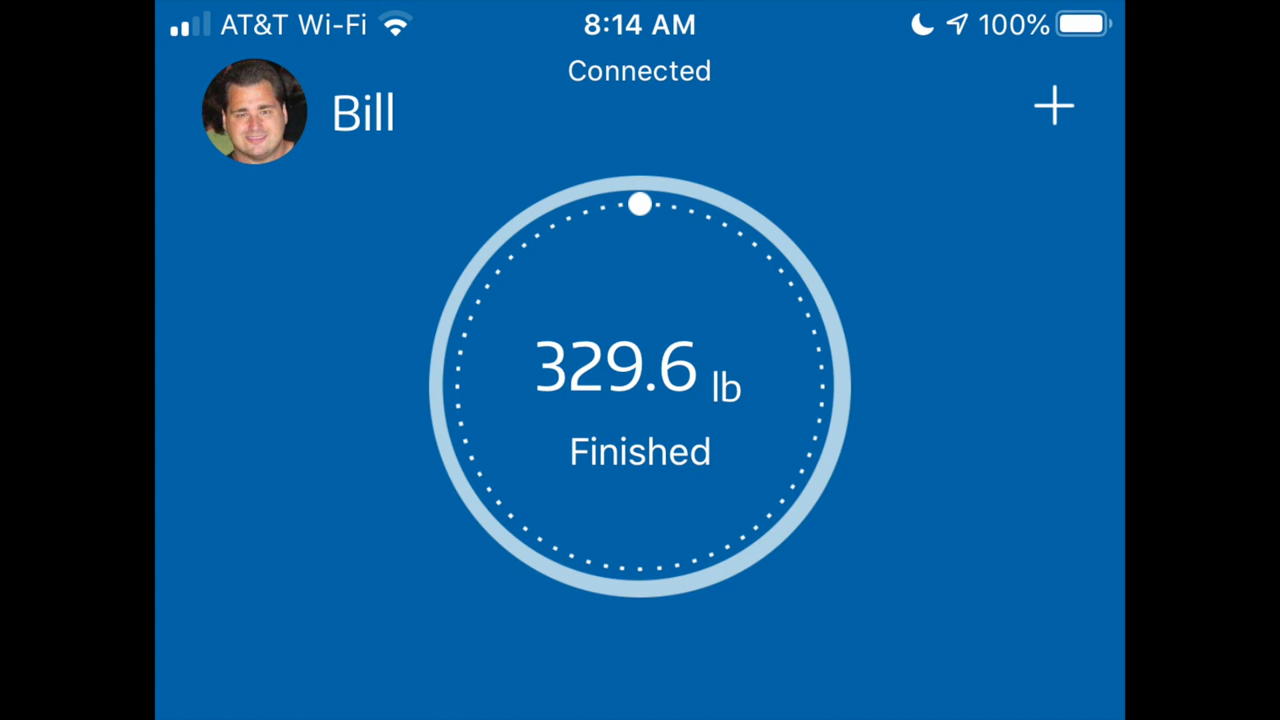 AT&T Wi-Fi 8:14 AM 100%
Connected
Bill
329.6 lb
Finished